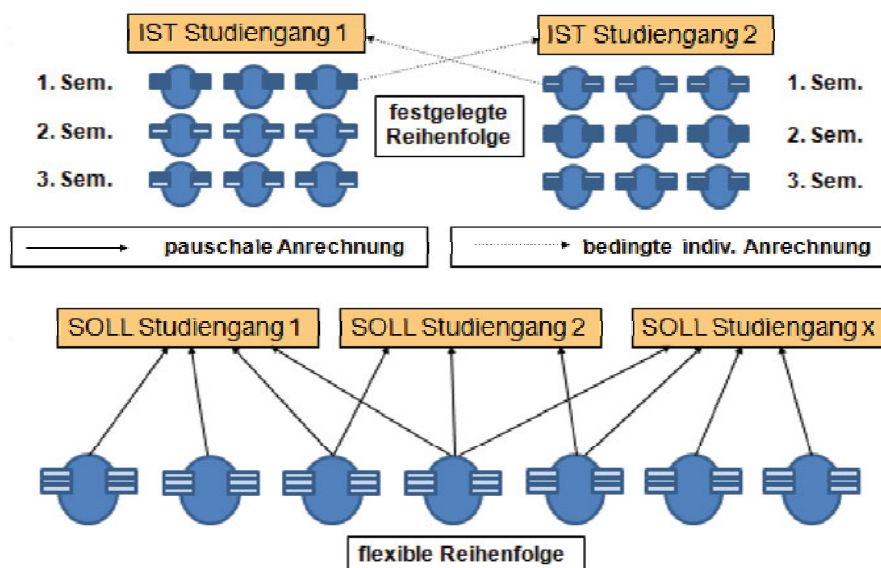 IST Studiengang 1
IST Studiengang 2
1. Sem.
1. Sem.
festgelegte
Reihenfolge
2. Sem.
2. Sem.
3. Sem.
3. Sem.
pauschale Anrechnung
bedingte indiv. Anrechnung
SOLL Studiengang 1
SOLL Studiengang 2
SOLL Studiengang x
flexible Reihenfolge